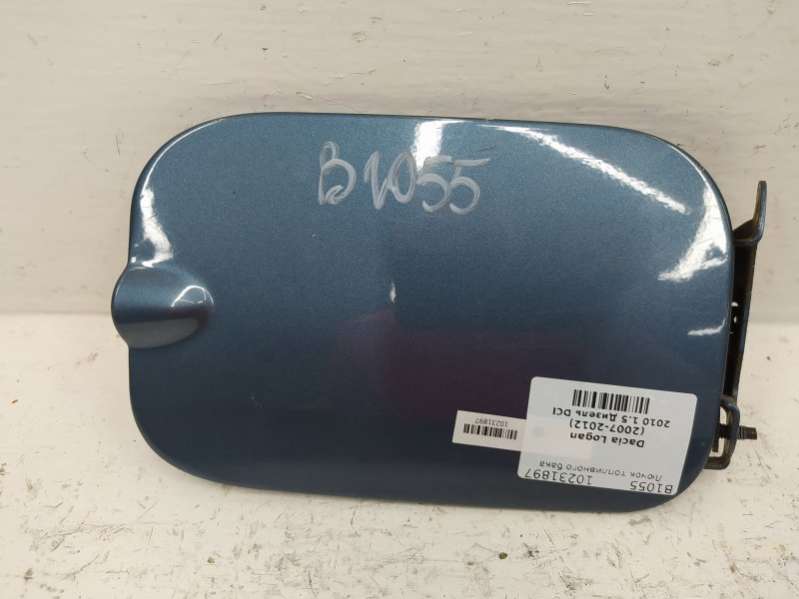 B1055
B1055 10231897
Лючок топливного бака
Dacia Logan
(2007-2012)
2010 1.5 Дизель DCI
10231897